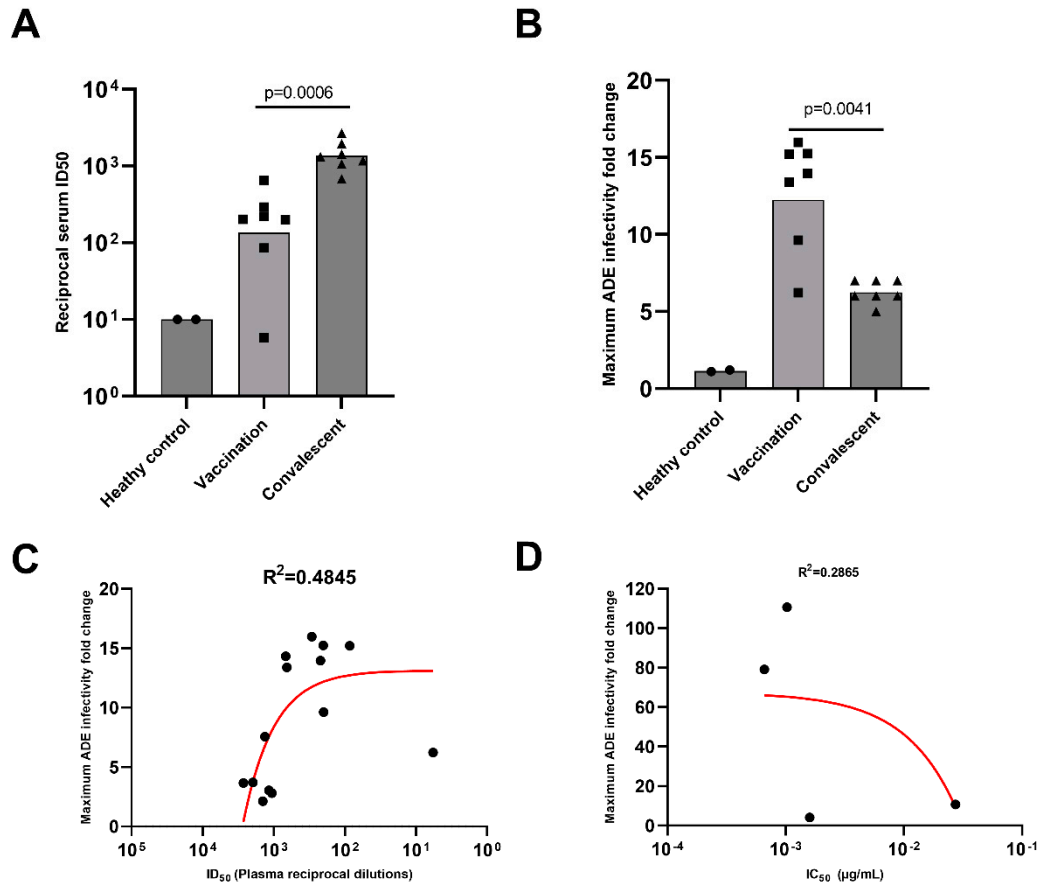 A
Reciprocal serum ID50
10⁴
10³
10²
10¹
10⁰
p=0.0006
Heathy control
Vaccination
Convalescent
B
Maximum ADE infectivity fold change
20
15
10
5
0
p=0.0041
Heathy control
Vaccination
Convalescent
C
R²=0.4845
Maximum ADE infectivity fold change
20
15
10
5
0
10⁵ 10⁴ 10³ 10² 10¹ 10⁰
ID₅₀ (Plasma reciprocal dilutions)
D
R²=0.2865
Maximum ADE infectivity fold change
120
100
80
60
40
20
0
10⁻⁴ 10⁻³ 10⁻² 10⁻¹
IC₅₀ (µg/mL)